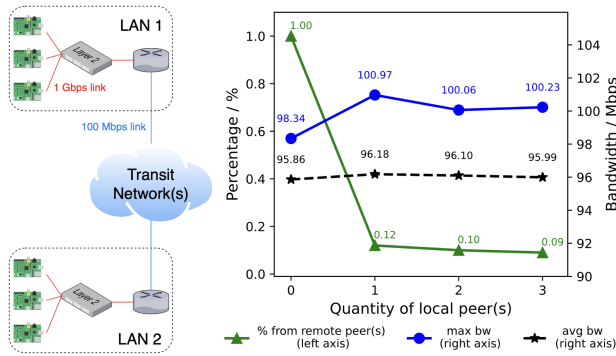 LAN 1
Layer 2
1 Gbps link
100 Mbps link
Transit
Network(s)
Layer 2
LAN 2
Percentage / %
1.0
0.8
0.6
0.4
0.2
0.0
1.00
0.12
0.10
0.09
98.34
100.97
100.06
100.23
95.86
96.18
96.10
95.99
104
102
100
98
96
94
92
90
Bandwidth / Mbps
0
1
2
3
Quantity of local peer(s)
% from remote peer(s)
(left axis)
max bw
(right axis)
avg bw
(right axis)